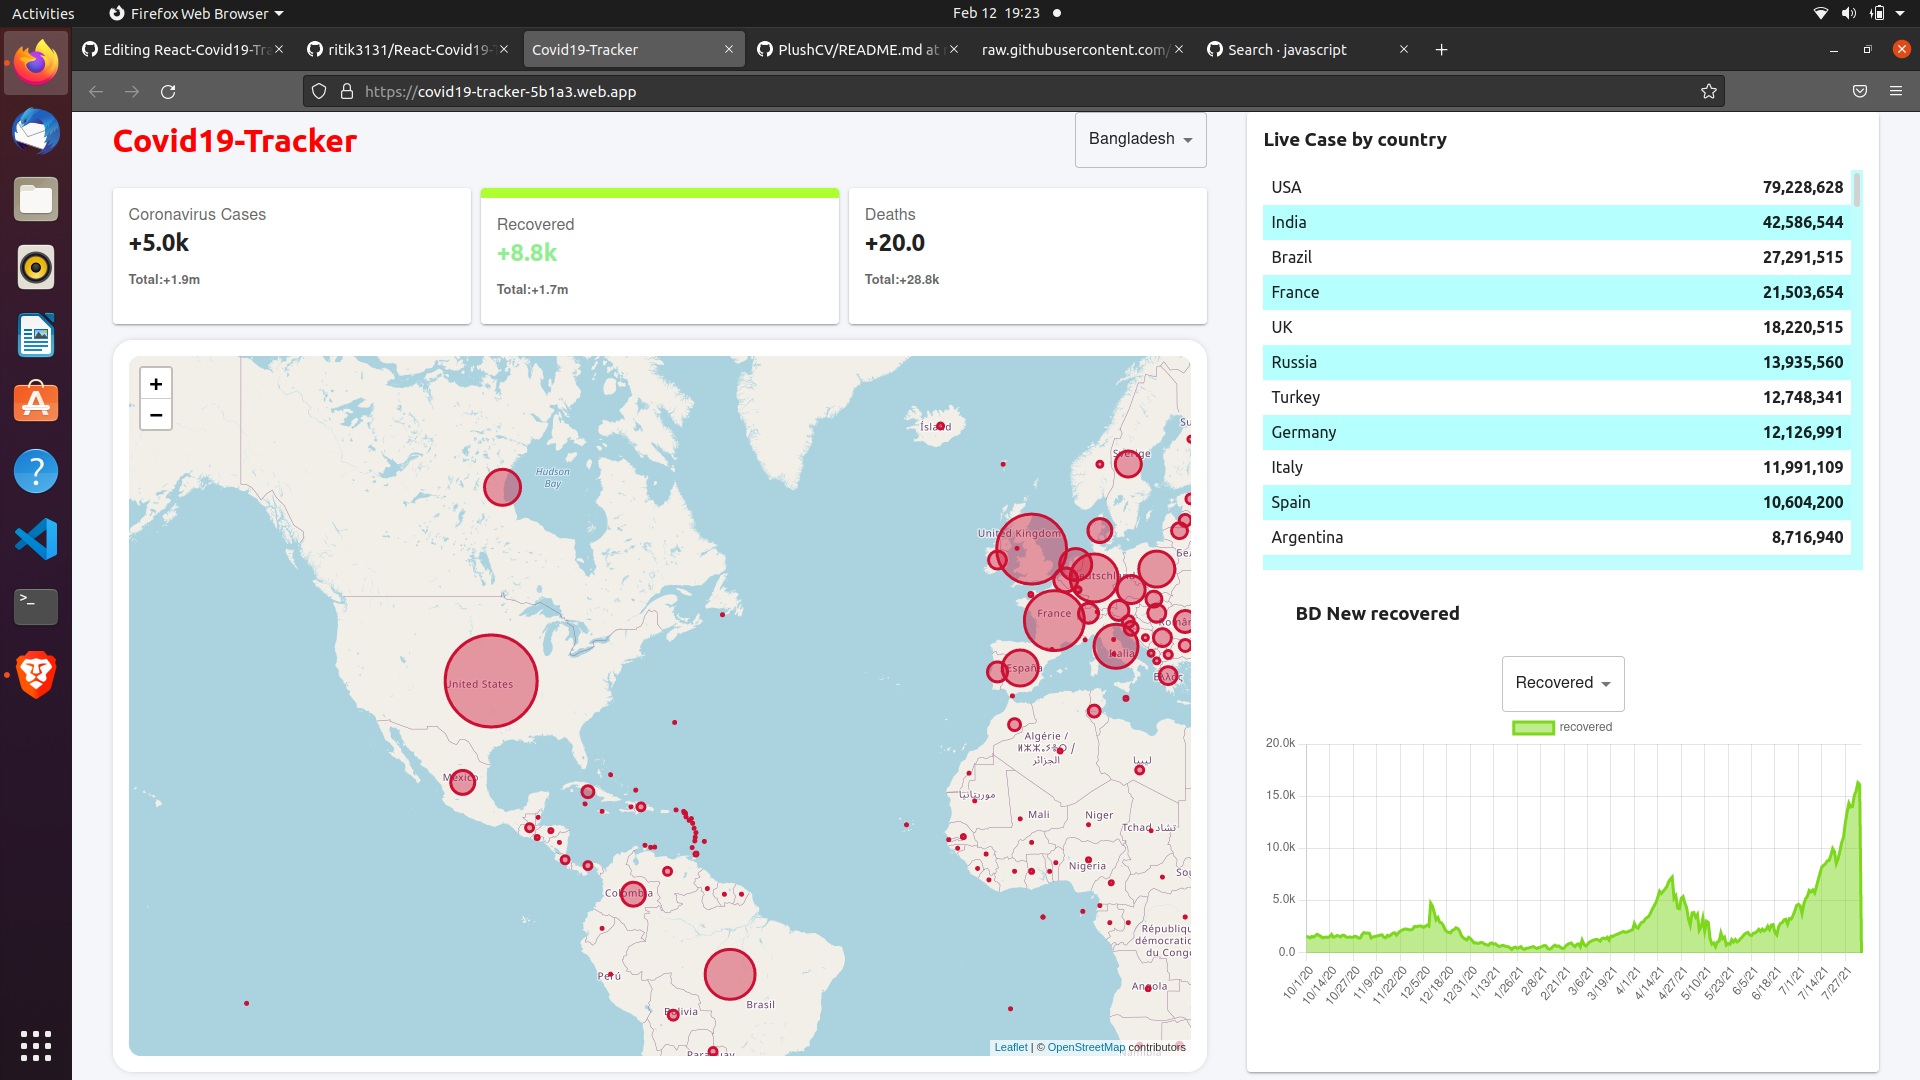 Activities
Firefox Web Browser
Feb 12 19:23
Editing React-Covid19-Tra
ritik3131/React-Covid19-T
Covid19-Tracker
PlushCV/README.md at
raw.githubusercontent.com/
Search · javascript
https://covid19-tracker-5b1a3.web.app
Covid19-Tracker
Bangladesh
Coronavirus Cases
+5.0k
Total:+1.9m
Recovered
+8.8k
Total:+1.7m
Deaths
+20.0
Total:+28.8k
+
−
Ísland
Sverige
Hudson
Bay
United Kingdom
Бел
Deutschland
France
Român
Italia
España
Ελλάς
United States
Algérie /
الجزائر
ليبيا
México
موريتانيا
Mali
Niger
Tchad تشاد
Nigeria
Sou
Colombia
République
démocratiq
du Congo
Perú
Angola
Brasil
Bolivia
Paraguay
Namibia
Leaflet | © OpenStreetMap contributors
Live Case by country
USA 79,228,628
India 42,586,544
Brazil 27,291,515
France 21,503,654
UK 18,220,515
Russia 13,935,560
Turkey 12,748,341
Germany 12,126,991
Italy 11,991,109
Spain 10,604,200
Argentina 8,716,940
BD New recovered
Recovered
recovered
20.0k
15.0k
10.0k
5.0k
0.0
10/1/20
10/14/20
10/27/20
11/9/20
11/22/20
12/5/20
12/18/20
12/31/20
1/13/21
1/26/21
2/8/21
2/21/21
3/6/21
3/19/21
4/1/21
4/14/21
4/27/21
5/10/21
5/23/21
6/5/21
6/18/21
7/1/21
7/14/21
7/27/21